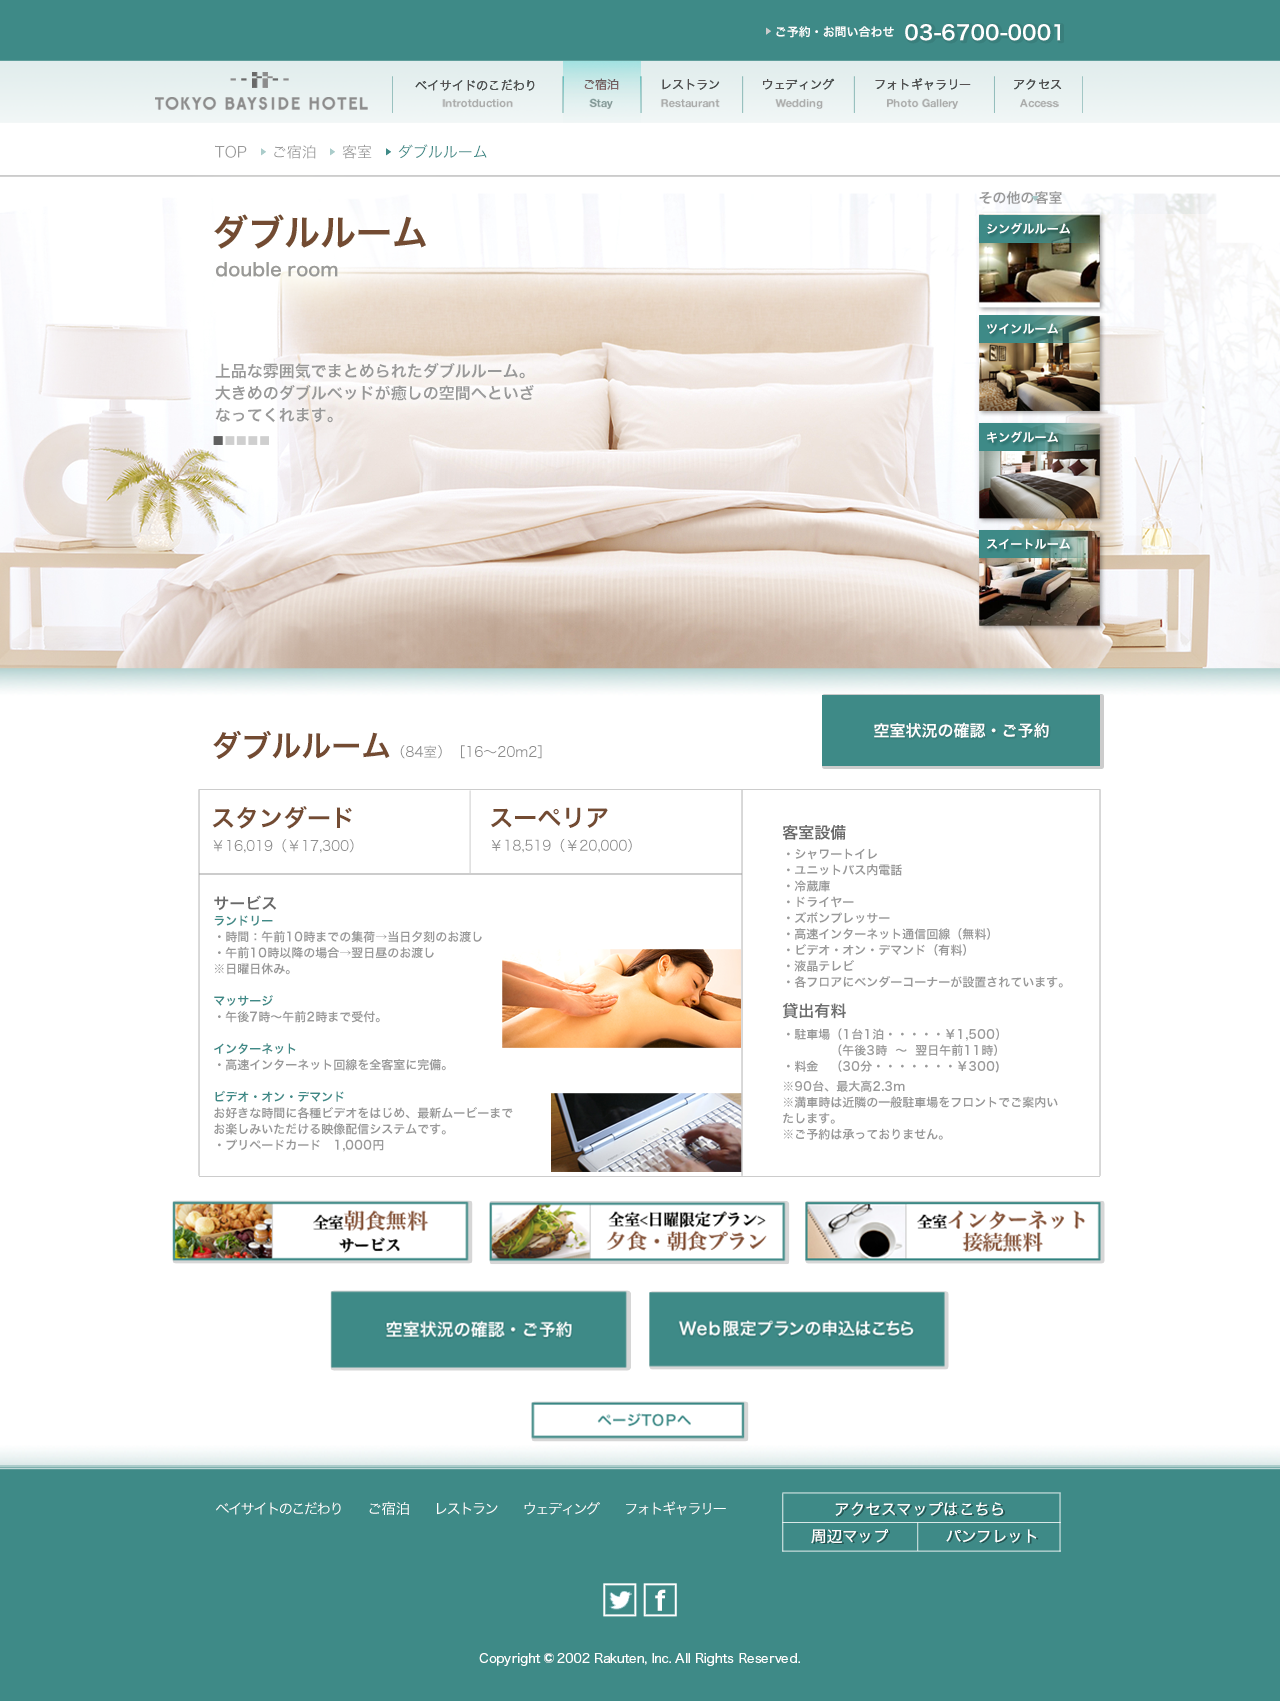 ご予約・お問い合わせ 03-6700-0001
TOKYO BAYSIDE HOTEL
ベイサイドのこだわり ご宿泊 レストラン ウェディング フォトギャラリー アクセス
Introtduction Stay Restaurant Wedding Photo Gallery Access
TOP ご宿泊 客室 ダブルルーム
その他の客室
ダブルルーム
double room
シングルルーム
ツインルーム
キングルーム
スイートルーム
上品な雰囲気でまとめられたダブルルーム。
大きめのダブルベッドが癒しの空間へといざ
なってくれます。
ダブルルーム（84室）［16〜20m2］
空室状況の確認・ご予約
スタンダード
￥16,019（￥17,300）
スーペリア
￥18,519（￥20,000）
サービス
ランドリー
・時間：午前10時までの集荷→当日夕刻のお渡し
・午前10時以降の場合→翌日昼のお渡し
※日曜日休み。
マッサージ
・午後7時〜午前2時まで受付。
インターネット
・高速インターネット回線を全客室に完備。
ビデオ・オン・デマンド
お好きな時間に各種ビデオをはじめ、最新ムービーまで
お楽しみいただける映像配信システムです。
・プリペードカード　1,000円
客室設備
・シャワートイレ
・ユニットバス内電話
・冷蔵庫
・ドライヤー
・ズボンプレッサー
・高速インターネット通信回線（無料）
・ビデオ・オン・デマンド（有料）
・液晶テレビ
・各フロアにベンダーコーナーが設置されています。
貸出有料
・駐車場（1台1泊・・・・・￥1,500）
（午後3時 〜 翌日午前11時）
・料金　（30分・・・・・・・￥300)
※90台、最大高2.3m
※満車時は近隣の一般駐車場をフロントでご案内い
たします。
※ご予約は承っておりません。
全室朝食無料
サービス
全室<日曜限定プラン>
夕食・朝食プラン
全室インターネット
接続無料
空室状況の確認・ご予約
Web限定プランの申込はこちら
ページTOPへ
ベイサイトのこだわり ご宿泊 レストラン ウェディング フォトギャラリー
アクセスマップはこちら
周辺マップ パンフレット
Copyright © 2002 Rakuten, Inc. All Rights Reserved.